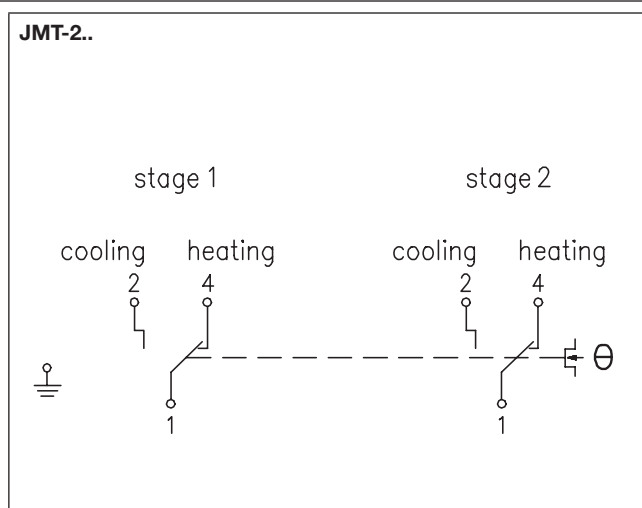 JMT-2..
stage 1 stage 2
cooling heating cooling heating
2 4 2 4
θ
1 1